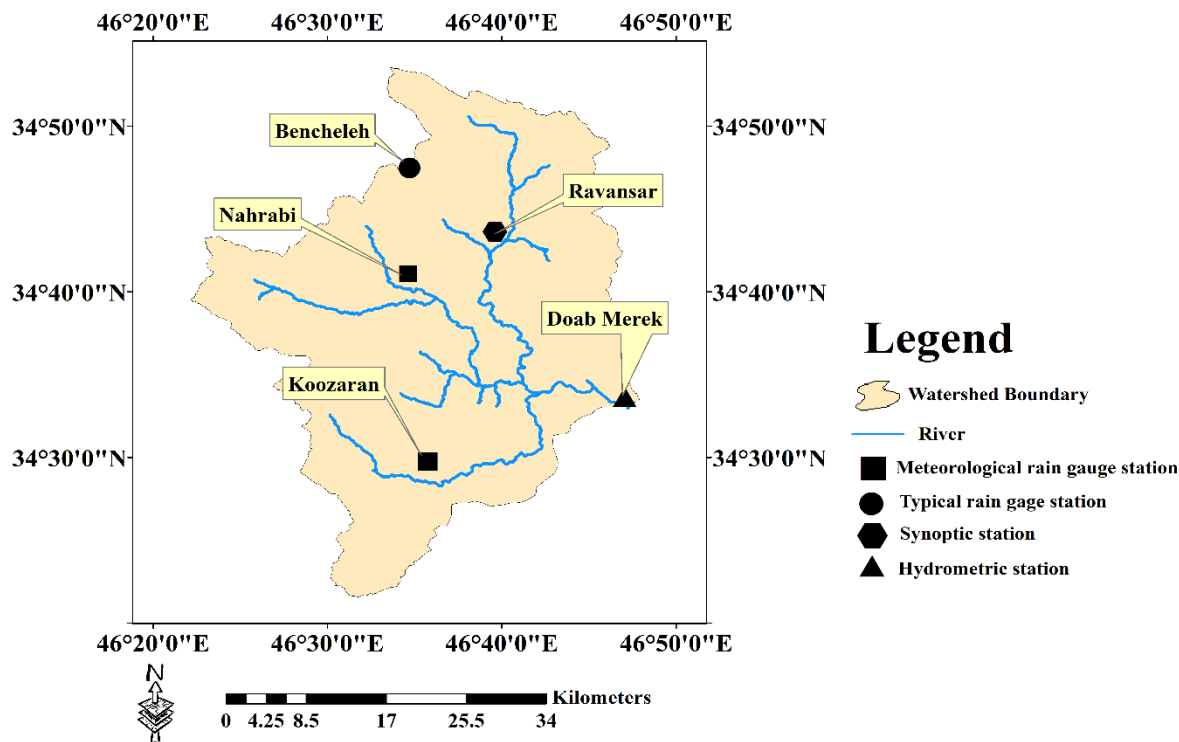 46°20'0"E 46°30'0"E 46°40'0"E 46°50'0"E
34°50'0"N 34°50'0"N
Bencheleh
Ravansar
Nahrabi
34°40'0"N 34°40'0"N
Doab Merek
Koozaran
34°30'0"N 34°30'0"N
46°20'0"E 46°30'0"E 46°40'0"E 46°50'0"E
Legend
Watershed Boundary
River
Meteorological rain gauge station
Typical rain gage station
Synoptic station
Hydrometric station
N
Kilometers
0 4.25 8.5 17 25.5 34